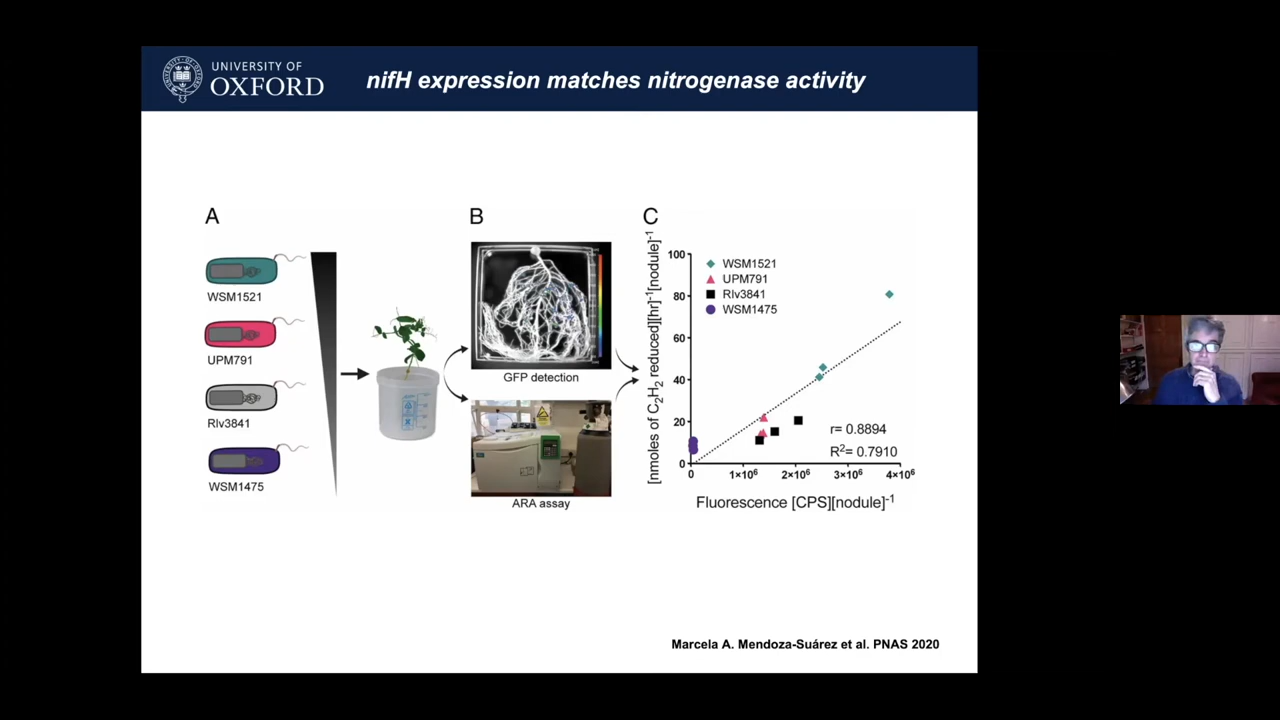 UNIVERSITY OF
OXFORD
nifH expression matches nitrogenase activity
A
WSM1521
UPM791
Rlv3841
WSM1475
B
GFP detection
ARA assay
C
[nmoles of C₂H₂ reduced][hr]⁻¹[nodule]⁻¹
100
80
60
40
20
0
WSM1521
UPM791
Rlv3841
WSM1475
r= 0.8894
R²= 0.7910
0 1×10⁶ 2×10⁶ 3×10⁶ 4×10⁶
Fluorescence [CPS][nodule]⁻¹
Marcela A. Mendoza-Suárez et al. PNAS 2020